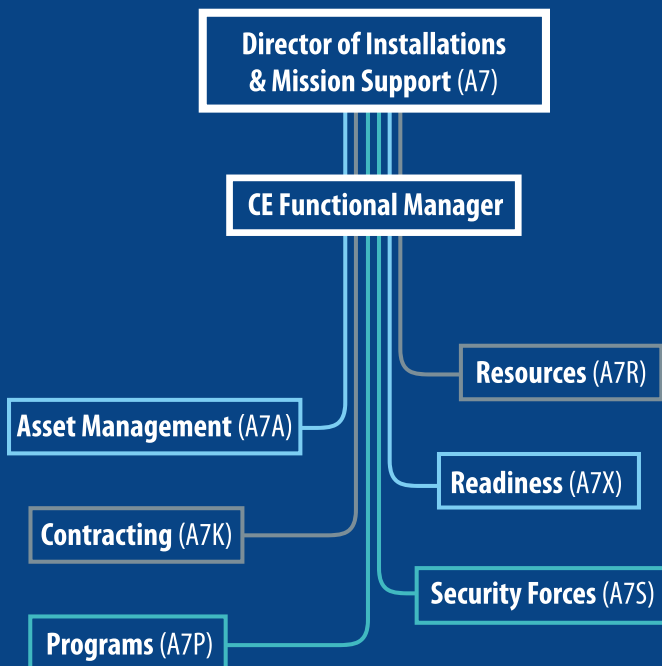 Director of Installations
& Mission Support (A7)
CE Functional Manager
Resources (A7R)
Asset Management (A7A)
Readiness (A7X)
Contracting (A7K)
Security Forces (A7S)
Programs (A7P)